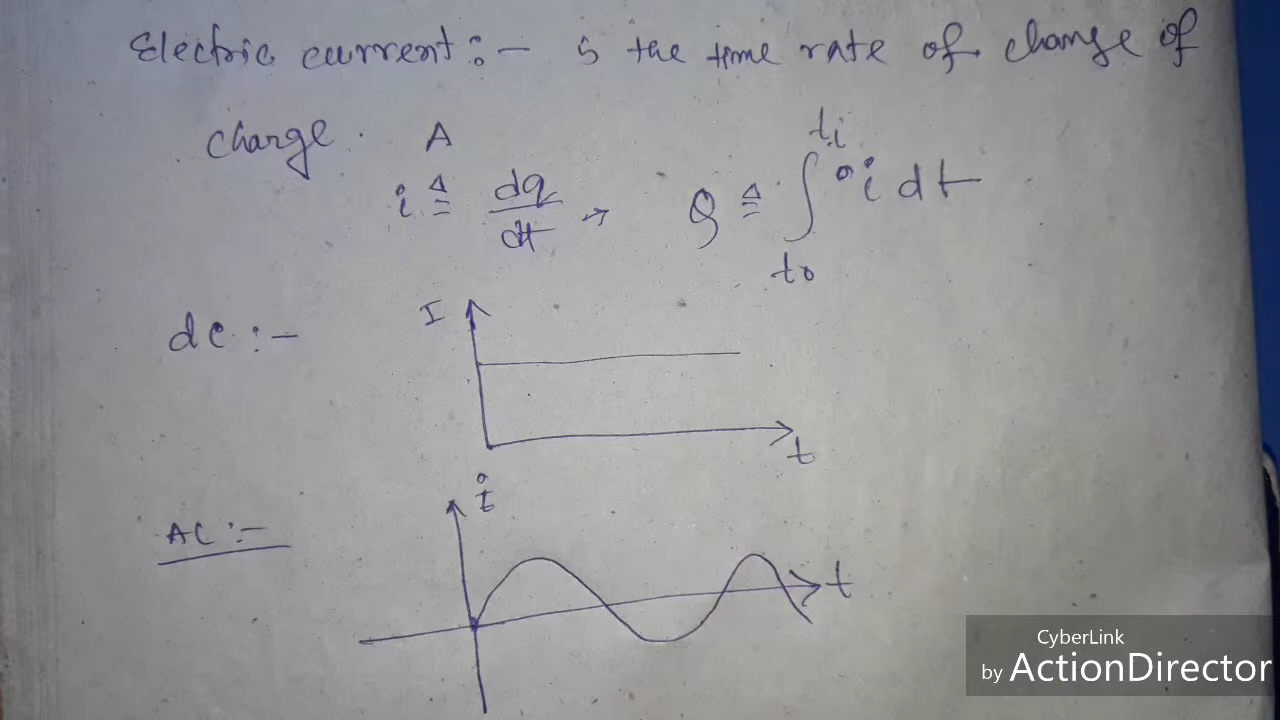 Electric current :- is the time rate of change of
charge. A
i ≜ dq/dt → Q ≜ ∫ i dt
ti
t0
dc :- I
t
i
AC :-
t
CyberLink
by ActionDirector